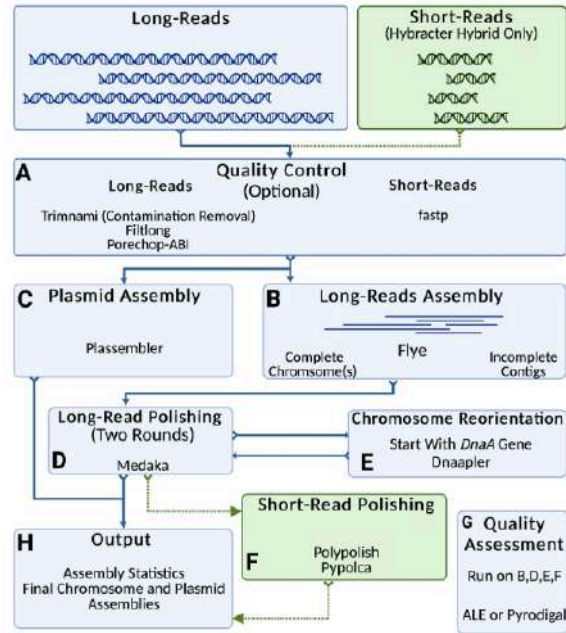 Long-Reads
Short-Reads
(Hybracter Hybrid Only)
A
Quality Control
(Optional)
Long-Reads
Trimnami (Contamination Removal)
Filtlong
Porechop-ABI
Short-Reads
fastp
C
Plasmid Assembly
Plassembler
B
Long-Reads Assembly
Complete
Chromsome(s)
Flye
Incomplete
Contigs
Long-Read Polishing
(Two Rounds)
D
Medaka
Chromosome Reorientation
Start With DnaA Gene
E
Dnaapler
Short-Read Polishing
F
Polypolish
Pypolca
G
Quality
Assessment
Run on B,D,E,F
ALE or Pyrodigal
H
Output
Assembly Statistics
Final Chromosome and Plasmid
Assemblies